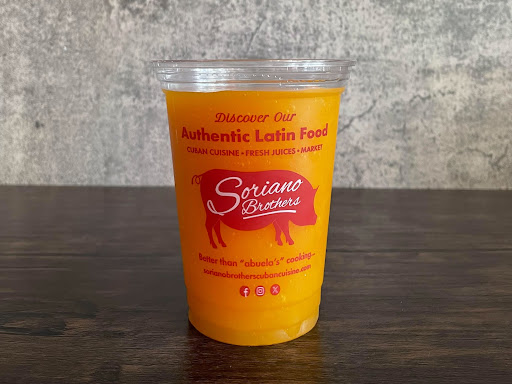 Discover Our
Authentic Latin Food
CUBAN CUISINE • FRESH JUICES • MARKET
Soriano
Brothers
Better than "abuela's" cooking...
sorianobrotherscubancuisine.com